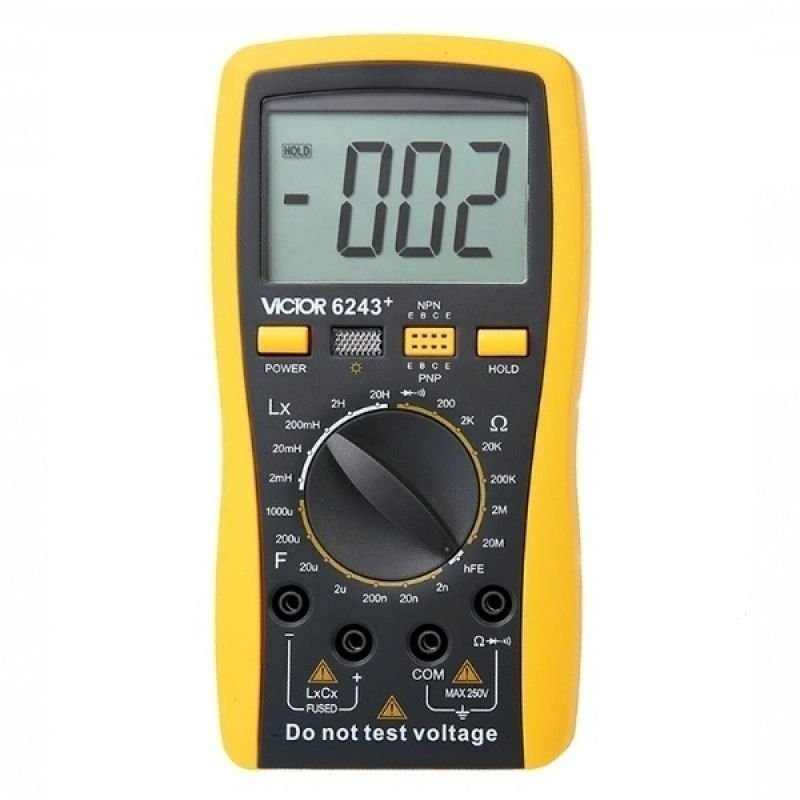 HOLD
-002
VICTOR 6243+
NPN
E B C E
POWER
E B C E
PNP
HOLD
Lx
200mH
2H
20H
200
2K
Ω
20K
20mH
200K
2mH
1000u
2M
200u
20M
F
20u
hFE
2u
200n
20n
2n
−
+
Ω
COM
LxCx
FUSED
MAX 250V
Do not test voltage